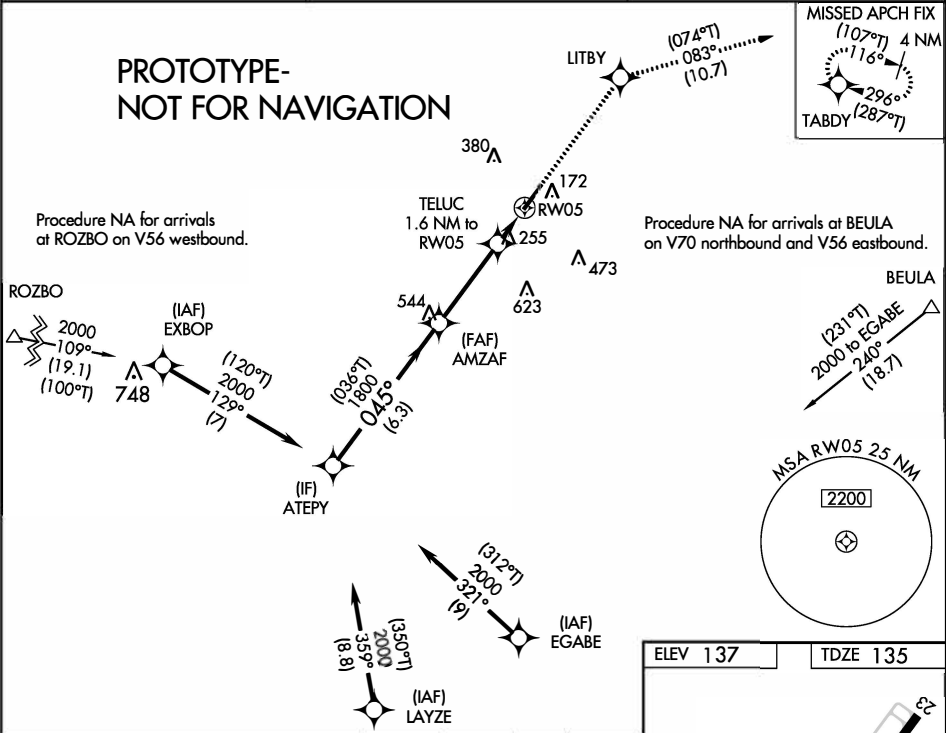 MISSED APCH FIX
(107°T)
4 NM
116°
296°
TABDY
(287°T)
LITBY
(074°T)
083°
(10.7)
PROTOTYPE-
NOT FOR NAVIGATION
380
172
RW05
TELUC
1.6 NM to
RW05
255
473
623
544
Procedure NA for arrivals
at ROZBO on V56 westbound.
Procedure NA for arrivals at BEULA
on V70 northbound and V56 eastbound.
ROZBO
2000
109°
(19.1)
(100°T)
(IAF)
EXBOP
748
(120°T)
2000
129°
(7)
(FAF)
AMZAF
(036°T)
1800
045°
(6.3)
BEULA
(231°T)
2000 to EGABE
240°
(18.7)
(IF)
ATEPY
MSA RW05 25 NM
2200
(312°T)
2000
321°
(9)
(IAF)
EGABE
(350°T)
2000
359°
(8.8)
(IAF)
LAYZE
ELEV 137
TDZE 135
23